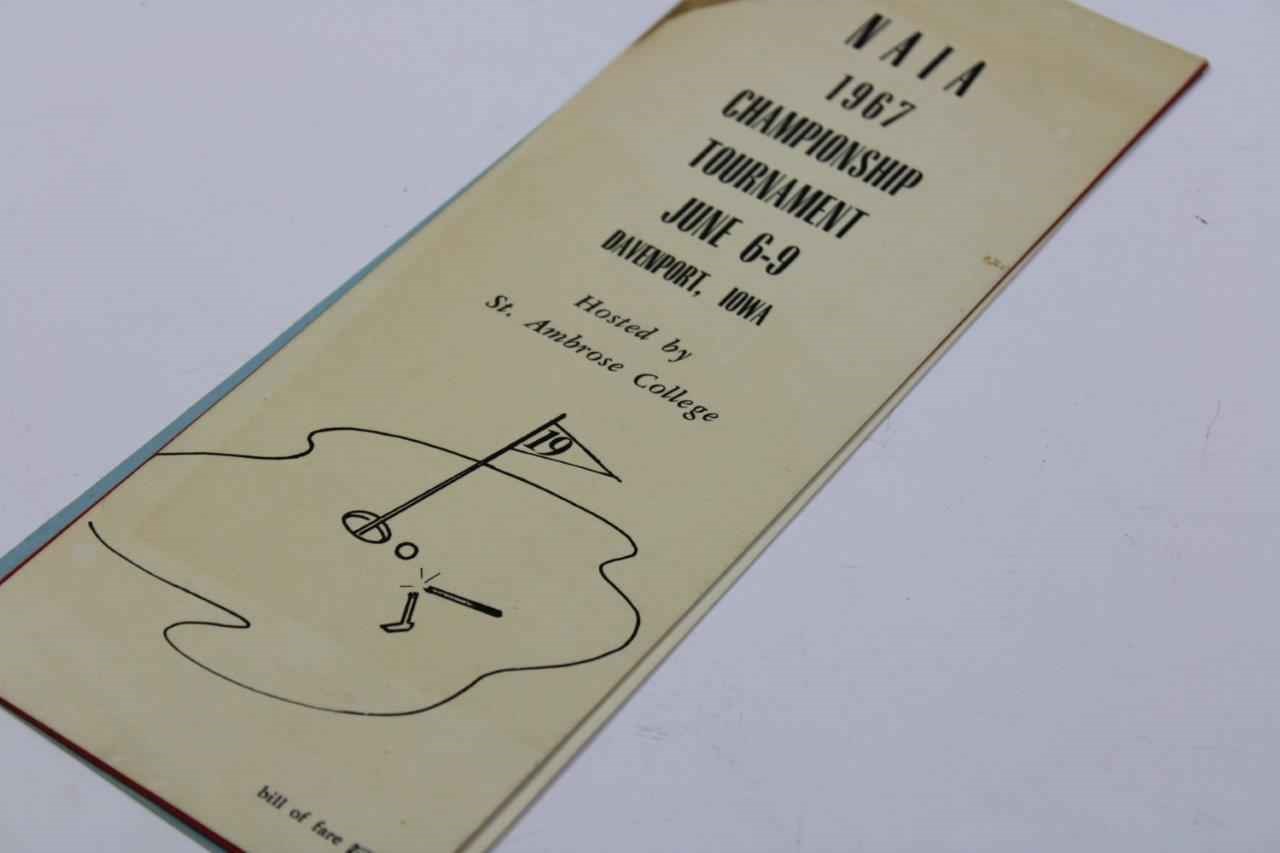 NAIA
1967
CHAMPIONSHIP
TOURNAMENT
JUNE 6-9
DAVENPORT, IOWA
Hosted by
St. Ambrose College
19
bill of fare